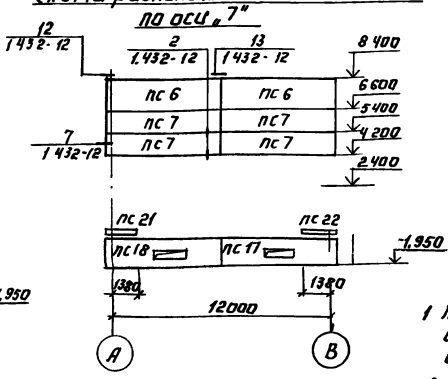 по оси „7"
12
1 432-12
2
1.432-12
13
1 432-12
8 400
пс 6
пс 6
6 600
5 400
пс 7
пс 7
4 200
7
1 432-12
пс 7
пс 7
2 400
пс 21
пс 22
пс 18
пс 17
-1,950
1380
1380
,950
12000
1
А
В